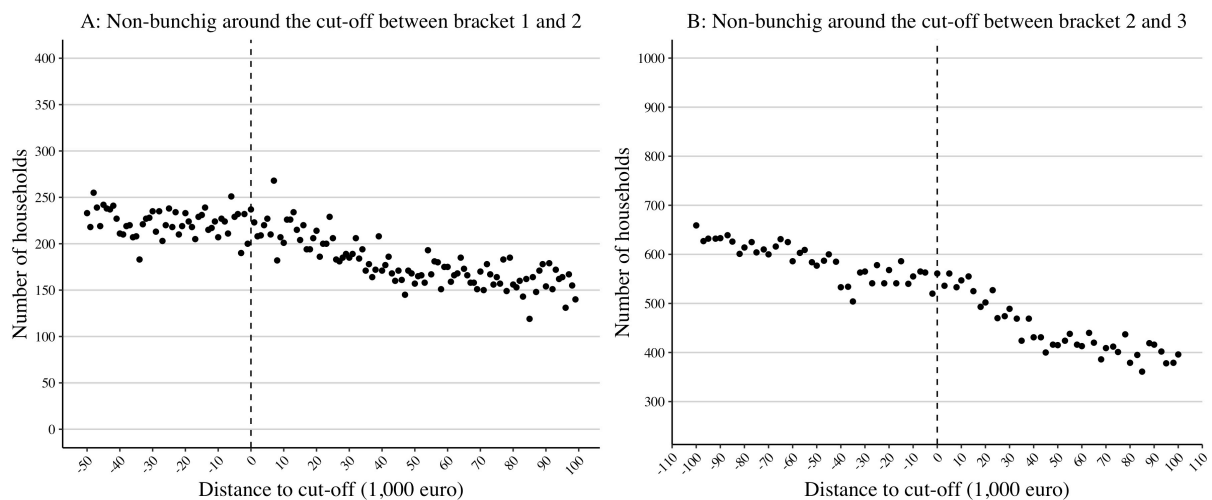 A: Non-bunchig around the cut-off between bracket 1 and 2
400
350
300
250
200
150
100
50
0
Number of households
-50 -40 -30 -20 -10 0 10 20 30 40 50 60 70 80 90 100
Distance to cut-off (1,000 euro)
B: Non-bunchig around the cut-off between bracket 2 and 3
1000
900
800
700
600
500
400
300
Number of households
-110 -100 -90 -80 -70 -60 -50 -40 -30 -20 -10 0 10 20 30 40 50 60 70 80 90 100 110
Distance to cut-off (1,000 euro)